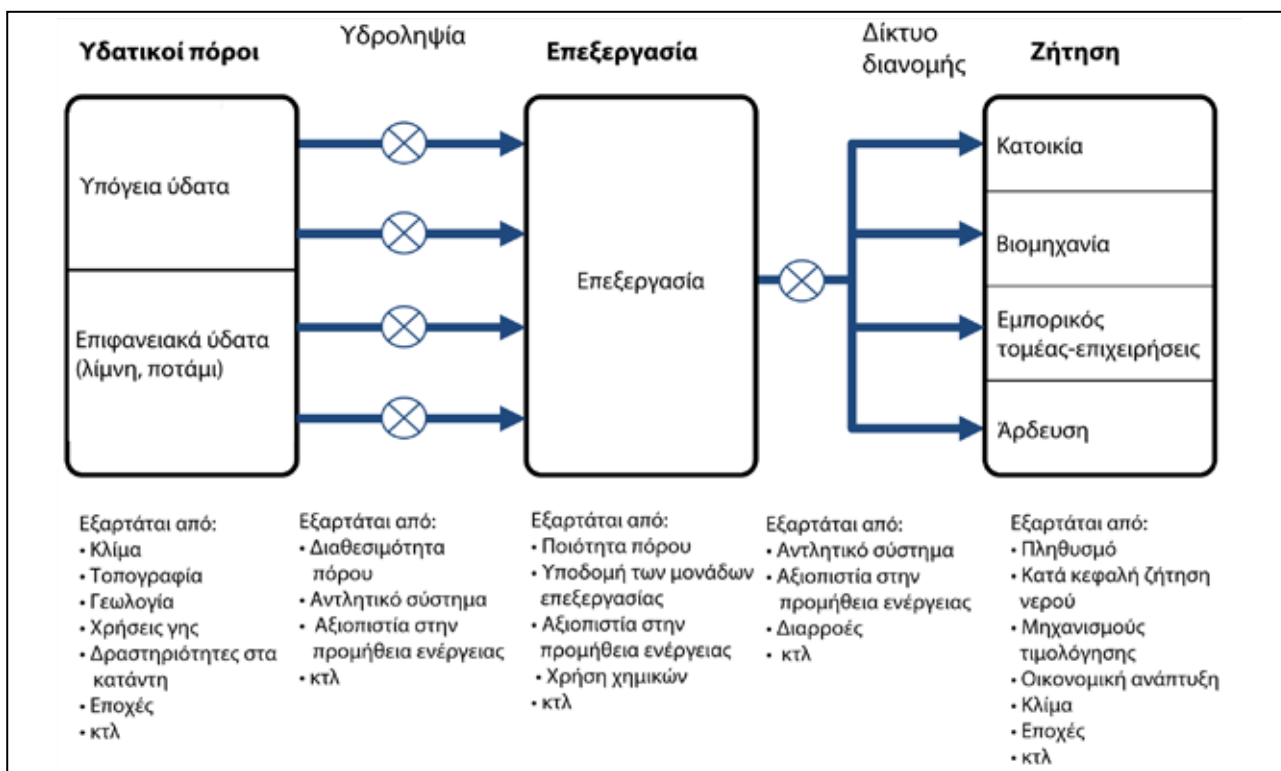 Υδατικοί πόροι
Υδροληψία
Επεξεργασία
Δίκτυο
διανομής
Ζήτηση
Υπόγεια ύδατα
Επιφανειακά ύδατα
(λίμνη, ποτάμι)
Επεξεργασία
Κατοικία
Βιομηχανία
Εμπορικός
τομέας-επιχειρήσεις
Άρδευση
Εξαρτάται από:
• Κλίμα
• Τοπογραφία
• Γεωλογία
• Χρήσεις γης
• Δραστηριότητες στα
κατάντη
• Εποχές
• κτλ
Εξαρτάται από:
• Διαθεσιμότητα
πόρου
• Αντλητικό σύστημα
• Αξιοπιστία στην
προμήθεια ενέργειας
• κτλ
Εξαρτάται από:
• Ποιότητα πόρου
• Υποδομή των μονάδων
επεξεργασίας
• Αξιοπιστία στην
προμήθεια ενέργειας
• Χρήση χημικών
• κτλ
Εξαρτάται από:
• Αντλητικό σύστημα
• Αξιοπιστία στην
προμήθεια ενέργειας
• Διαρροές
• κτλ
Εξαρτάται από:
• Πληθυσμό
• Κατά κεφαλή ζήτηση
νερού
• Μηχανισμούς
τιμολόγησης
• Οικονομική ανάπτυξη
• Κλίμα
• Εποχές
• κτλ